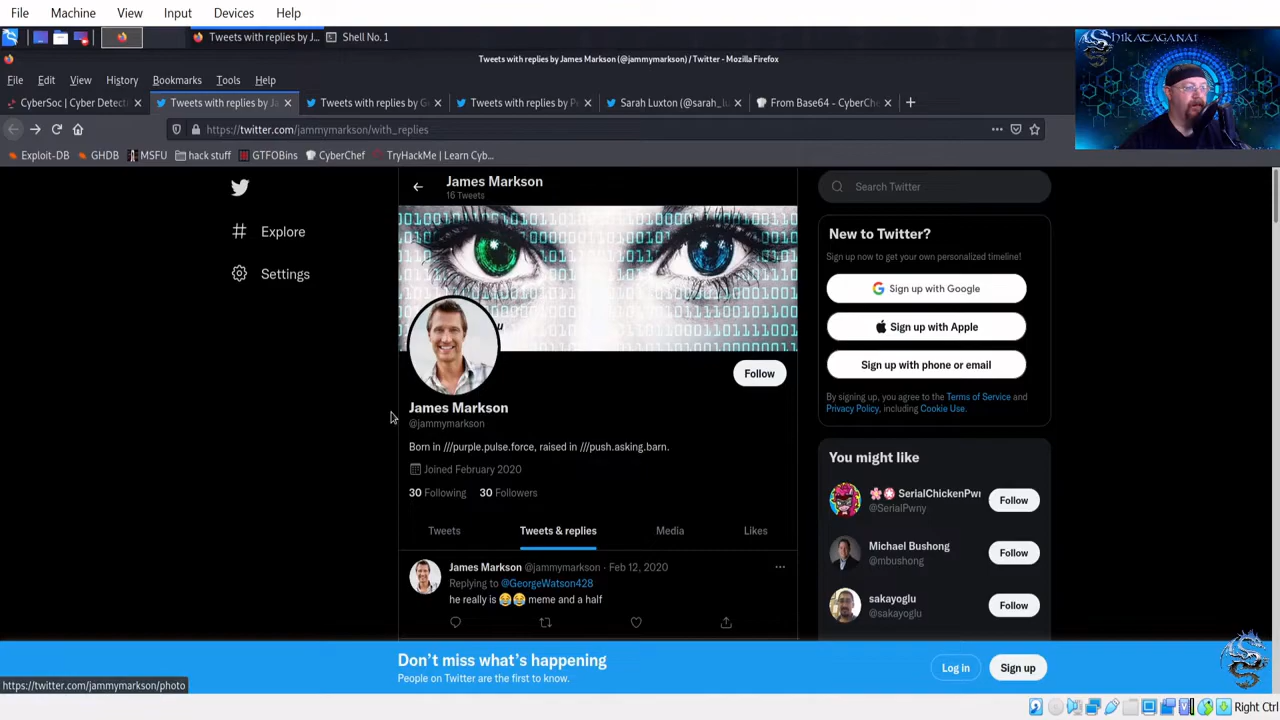 File Machine View Input Devices Help
Tweets with replies by J... Shell No. 1
SHIKATAGANAI
Tweets with replies by James Markson (@jammymarkson) / Twitter - Mozilla Firefox
File Edit View History Bookmarks Tools Help
CyberSoc | Cyber Detecti Tweets with replies by Ja Tweets with replies by Ge Tweets with replies by Pe Sarah Luxton (@sarah_lu From Base64 - CyberChe
https://twitter.com/jammymarkson/with_replies
Exploit-DB GHDB MSFU hack stuff GTFOBins CyberChef TryHackMe | Learn Cyb...
James Markson
16 Tweets
Search Twitter
Explore
Settings
New to Twitter?
Sign up now to get your own personalized timeline!
Sign up with Google
Sign up with Apple
Sign up with phone or email
By signing up, you agree to the Terms of Service and
Privacy Policy, including Cookie Use.
Follow
James Markson
@jammymarkson
Born in ///purple.pulse.force, raised in ///push.asking.barn.
Joined February 2020
30 Following 30 Followers
Tweets Tweets & replies Media Likes
James Markson @jammymarkson · Feb 12, 2020
Replying to @GeorgeWatson428
he really is 😂😂 meme and a half
You might like
SerialChickenPwn
@SerialPwny
Follow
Michael Bushong
@mbushong
Follow
sakayoglu
@sakayoglu
Follow
Don't miss what's happening
People on Twitter are the first to know.
Log in Sign up
https://twitter.com/jammymarkson/photo
Right Ctrl